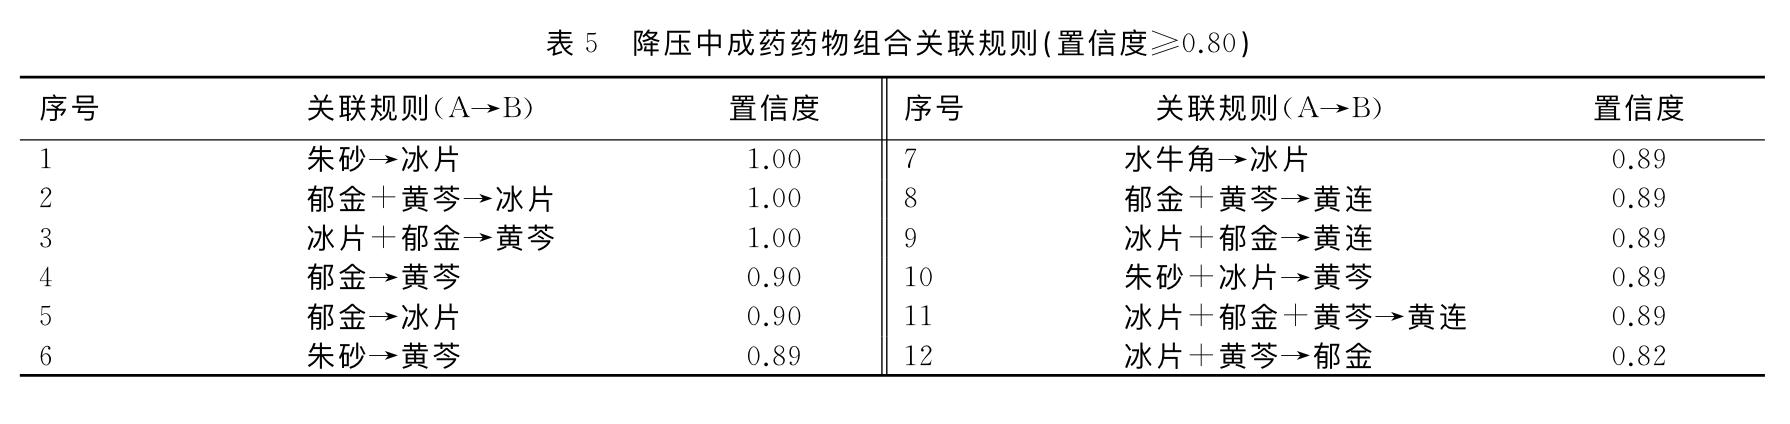 表 5　降压中成药药物组合关联规则(置信度≥0.80)
序号 关联规则(A→B) 置信度 序号 关联规则(A→B) 置信度
1 朱砂→冰片 1.00 7 水牛角→冰片 0.89
2 郁金+黄芩→冰片 1.00 8 郁金+黄芩→黄连 0.89
3 冰片+郁金→黄芩 1.00 9 冰片+郁金→黄连 0.89
4 郁金→黄芩 0.90 10 朱砂+冰片→黄芩 0.89
5 郁金→冰片 0.90 11 冰片+郁金+黄芩→黄连 0.89
6 朱砂→黄芩 0.89 12 冰片+黄芩→郁金 0.82